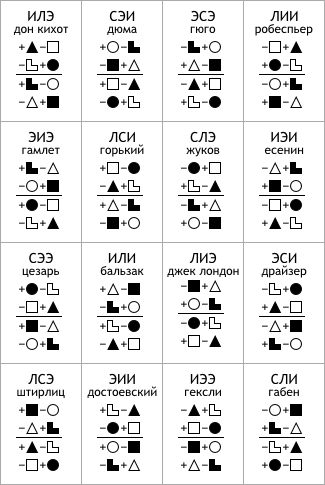 ИЛЭ
дон кихот
СЭИ
дюма
ЭСЭ
гюго
ЛИИ
робеспьер
ЭИЭ
гамлет
ЛСИ
горький
СЛЭ
жуков
ИЭИ
есенин
СЭЭ
цезарь
ИЛИ
бальзак
ЛИЭ
джек лондон
ЭСИ
драйзер
ЛСЭ
штирлиц
ЭИИ
достоевский
ИЭЭ
гексли
СЛИ
габен